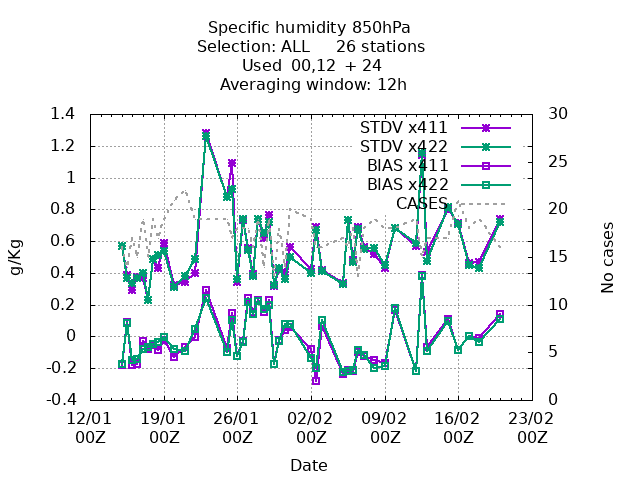 Specific humidity 850hPa
Selection: ALL     26 stations
Used  00,12  + 24
Averaging window: 12h
1.4
1.2
1
0.8
0.6
0.4
0.2
0
-0.2
-0.4
g/Kg
30
25
20
15
10
5
0
No cases
STDV x411
STDV x422
BIAS x411
BIAS x422
CASES
12/01 19/01 26/01 02/02 09/02 16/02 23/02
00Z 00Z 00Z 00Z 00Z 00Z 00Z
Date